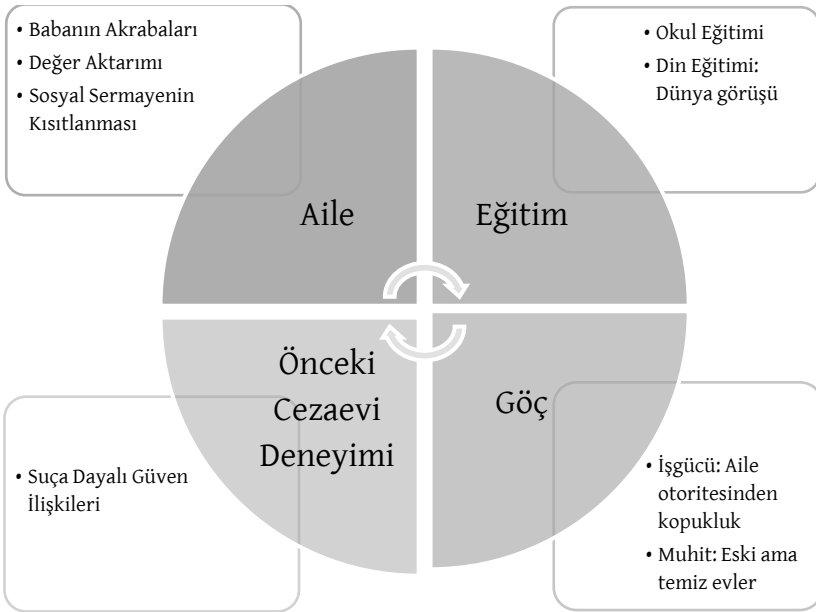 • Babanın Akrabaları
• Değer Aktarımı
• Sosyal Sermayenin
Kısıtlanması
• Okul Eğitimi
• Din Eğitimi:
Dünya görüşü
Aile
Eğitim
Önceki
Cezaevi
Deneyimi
Göç
• Suça Dayalı Güven
İlişkileri
• İşgücü: Aile
otoritesinden
kopukluk
• Muhit: Eski ama
temiz evler